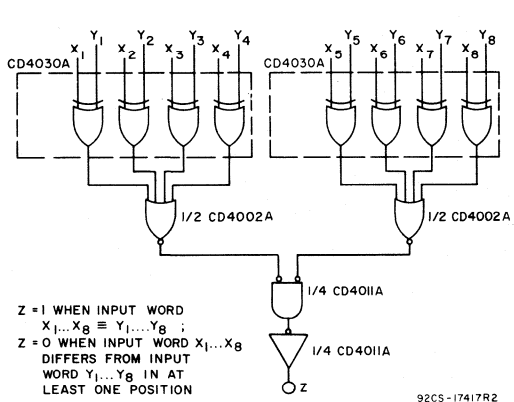 X1 Y1 X2 Y2 X3 Y3 X4 Y4 X5 Y5 X6 Y6 X7 Y7 X8 Y8
CD4030A CD4030A
1/2 CD4002A 1/2 CD4002A
1/4 CD4011A
Z = 1 WHEN INPUT WORD
X1...X8 ≡ Y1....Y8 ;
Z = 0 WHEN INPUT WORD X1...X8
DIFFERS FROM INPUT
WORD Y1...Y8 IN AT
LEAST ONE POSITION
1/4 CD4011A
Z
92CS-17417R2